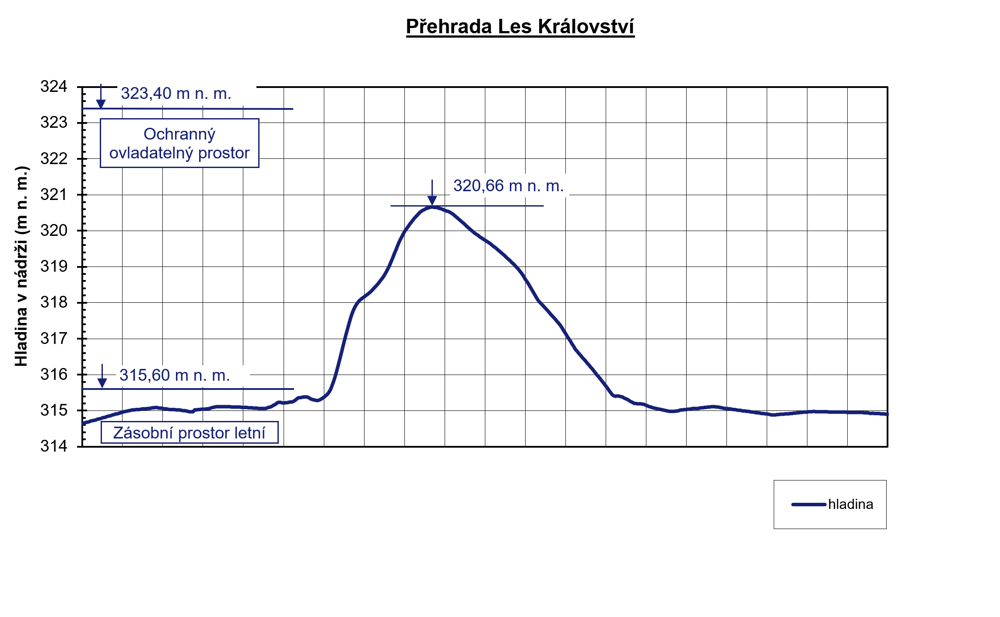 Přehrada Les Království
Hladina v nádrži (m n. m.)
324
323
322
321
320
319
318
317
316
315
314
323,40 m n. m.
Ochranný
ovladatelný prostor
320,66 m n. m.
315,60 m n. m.
Zásobní prostor letní
hladina